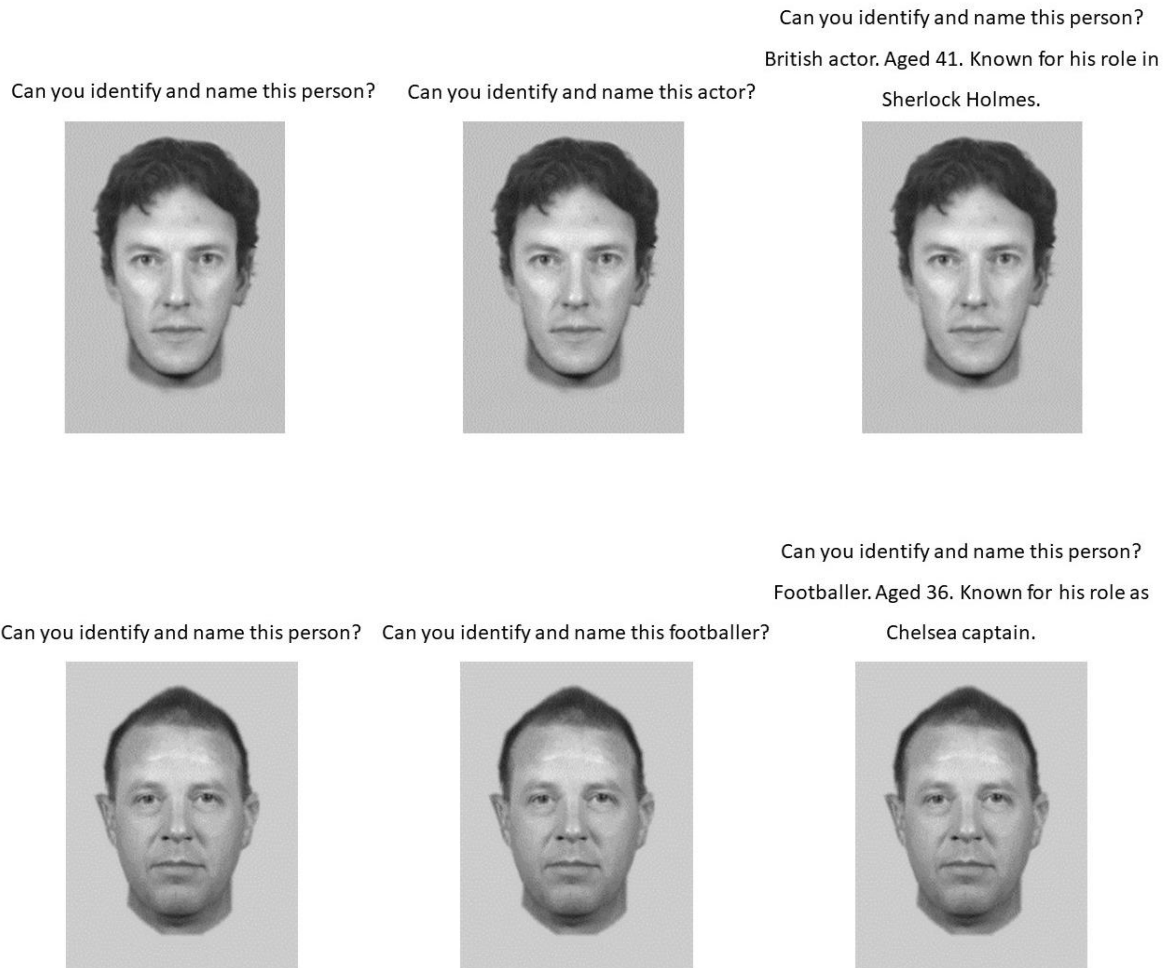 Can you identify and name this person?
Can you identify and name this actor?
Can you identify and name this person?
British actor. Aged 41. Known for his role in
Sherlock Holmes.
Can you identify and name this person?
Can you identify and name this footballer?
Can you identify and name this person?
Footballer. Aged 36. Known for his role as
Chelsea captain.